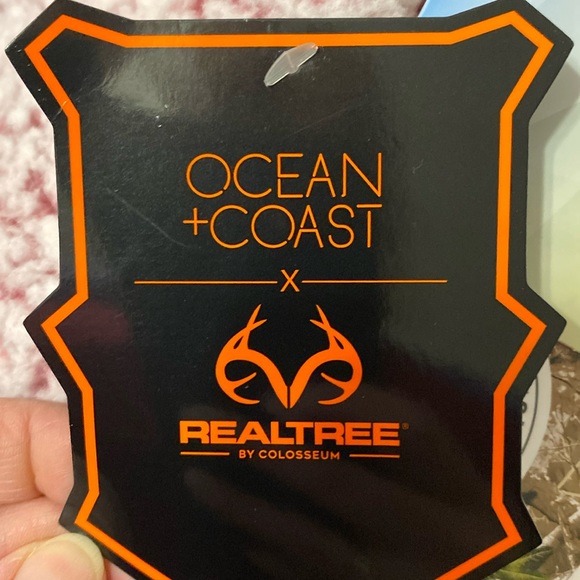 OCEAN
+COAST
X
REALTREE®
BY COLOSSEUM